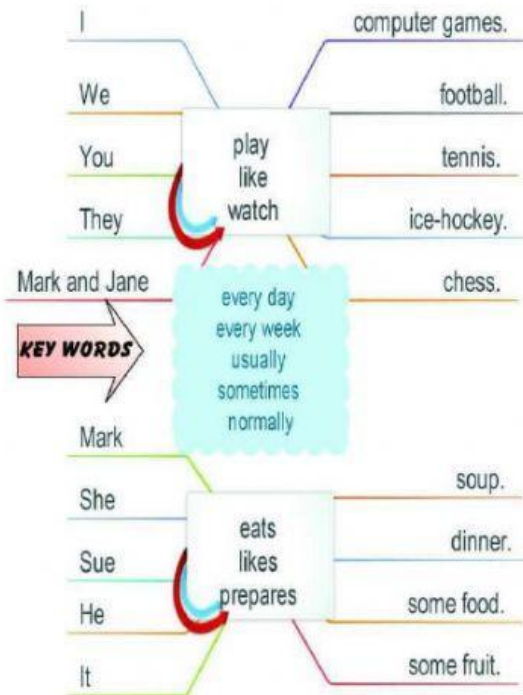 I
We
You
They
Mark and Jane
play
like
watch
computer games.
football.
tennis.
ice-hockey.
chess.
KEY WORDS
every day
every week
usually
sometimes
normally
Mark
She
Sue
He
It
eats
likes
prepares
soup.
dinner.
some food.
some fruit.